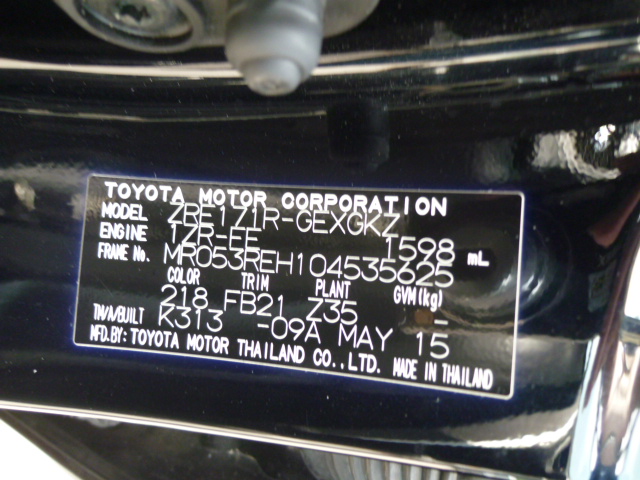 TOYOTA MOTOR CORPORATION
MODEL ZRE171R-GEXGKZ
ENGINE 1ZR-FE 1598 mL
FRAME No. MR053REH104535625
COLOR TRIM PLANT GVM(kg)
218 FB21 Z35 -
T/A/BUILT K313 -09A MAY 15
MFD.BY: TOYOTA MOTOR THAILAND CO.,LTD. MADE IN THAILAND